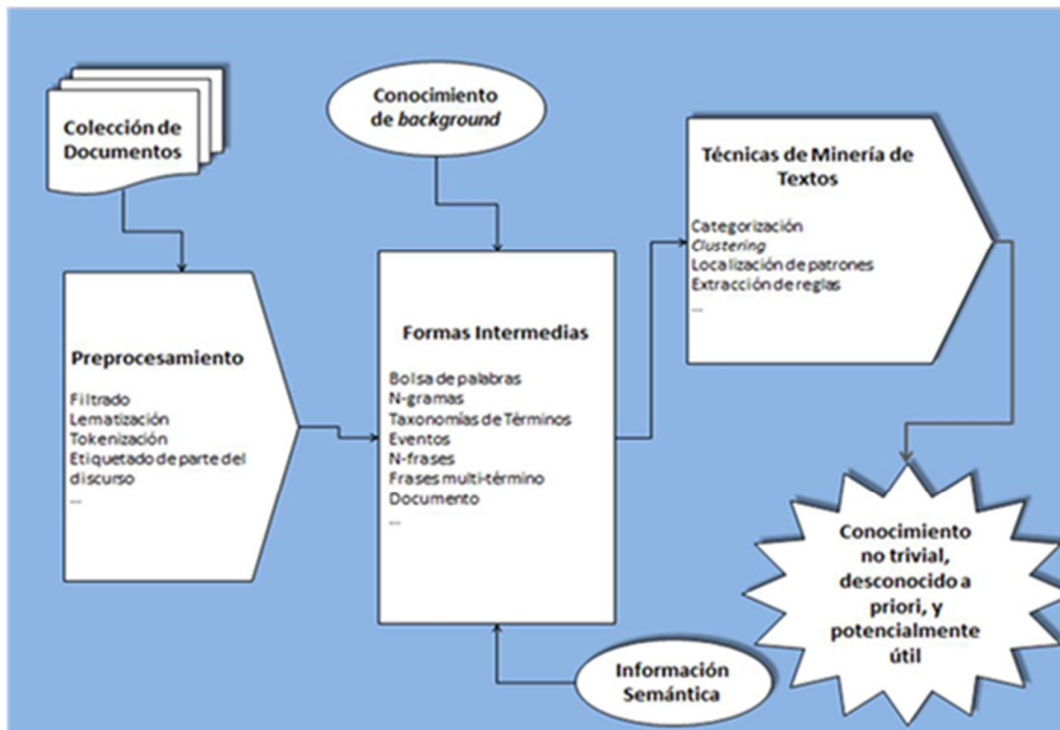 Colección de
Documentos
Conocimiento
de background
Técnicas de Minería de
Textos
Categorización
Clustering
Localización de patrones
Extracción de reglas
...
Preprocesamiento
Filtrado
Lematización
Tokenización
Etiquetado de parte del
discurso
...
Formas Intermedias
Bolsa de palabras
N-gramas
Taxonomías de Términos
Eventos
N-frases
Frases multi-término
Documento
...
Información
Semántica
Conocimiento
no trivial,
desconocido a
priori, y
potencialmente
útil